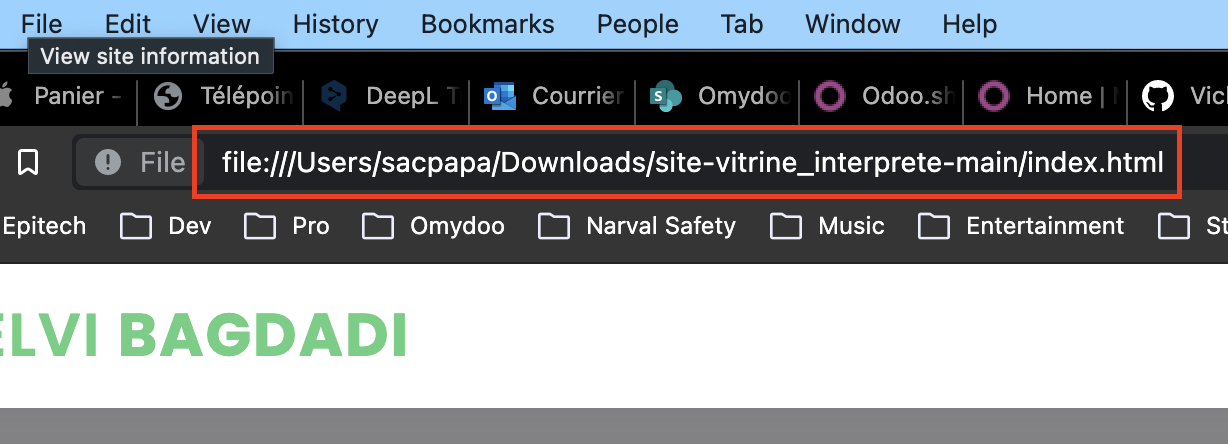 File Edit View History Bookmarks People Tab Window Help
View site information
Panier - Télépoin DeepL Courrier Omydoo Odoo.sh Home |
File file:///Users/sacpapa/Downloads/site-vitrine_interprete-main/index.html
Epitech Dev Pro Omydoo Narval Safety Music Entertainment
ELVI BAGDADI